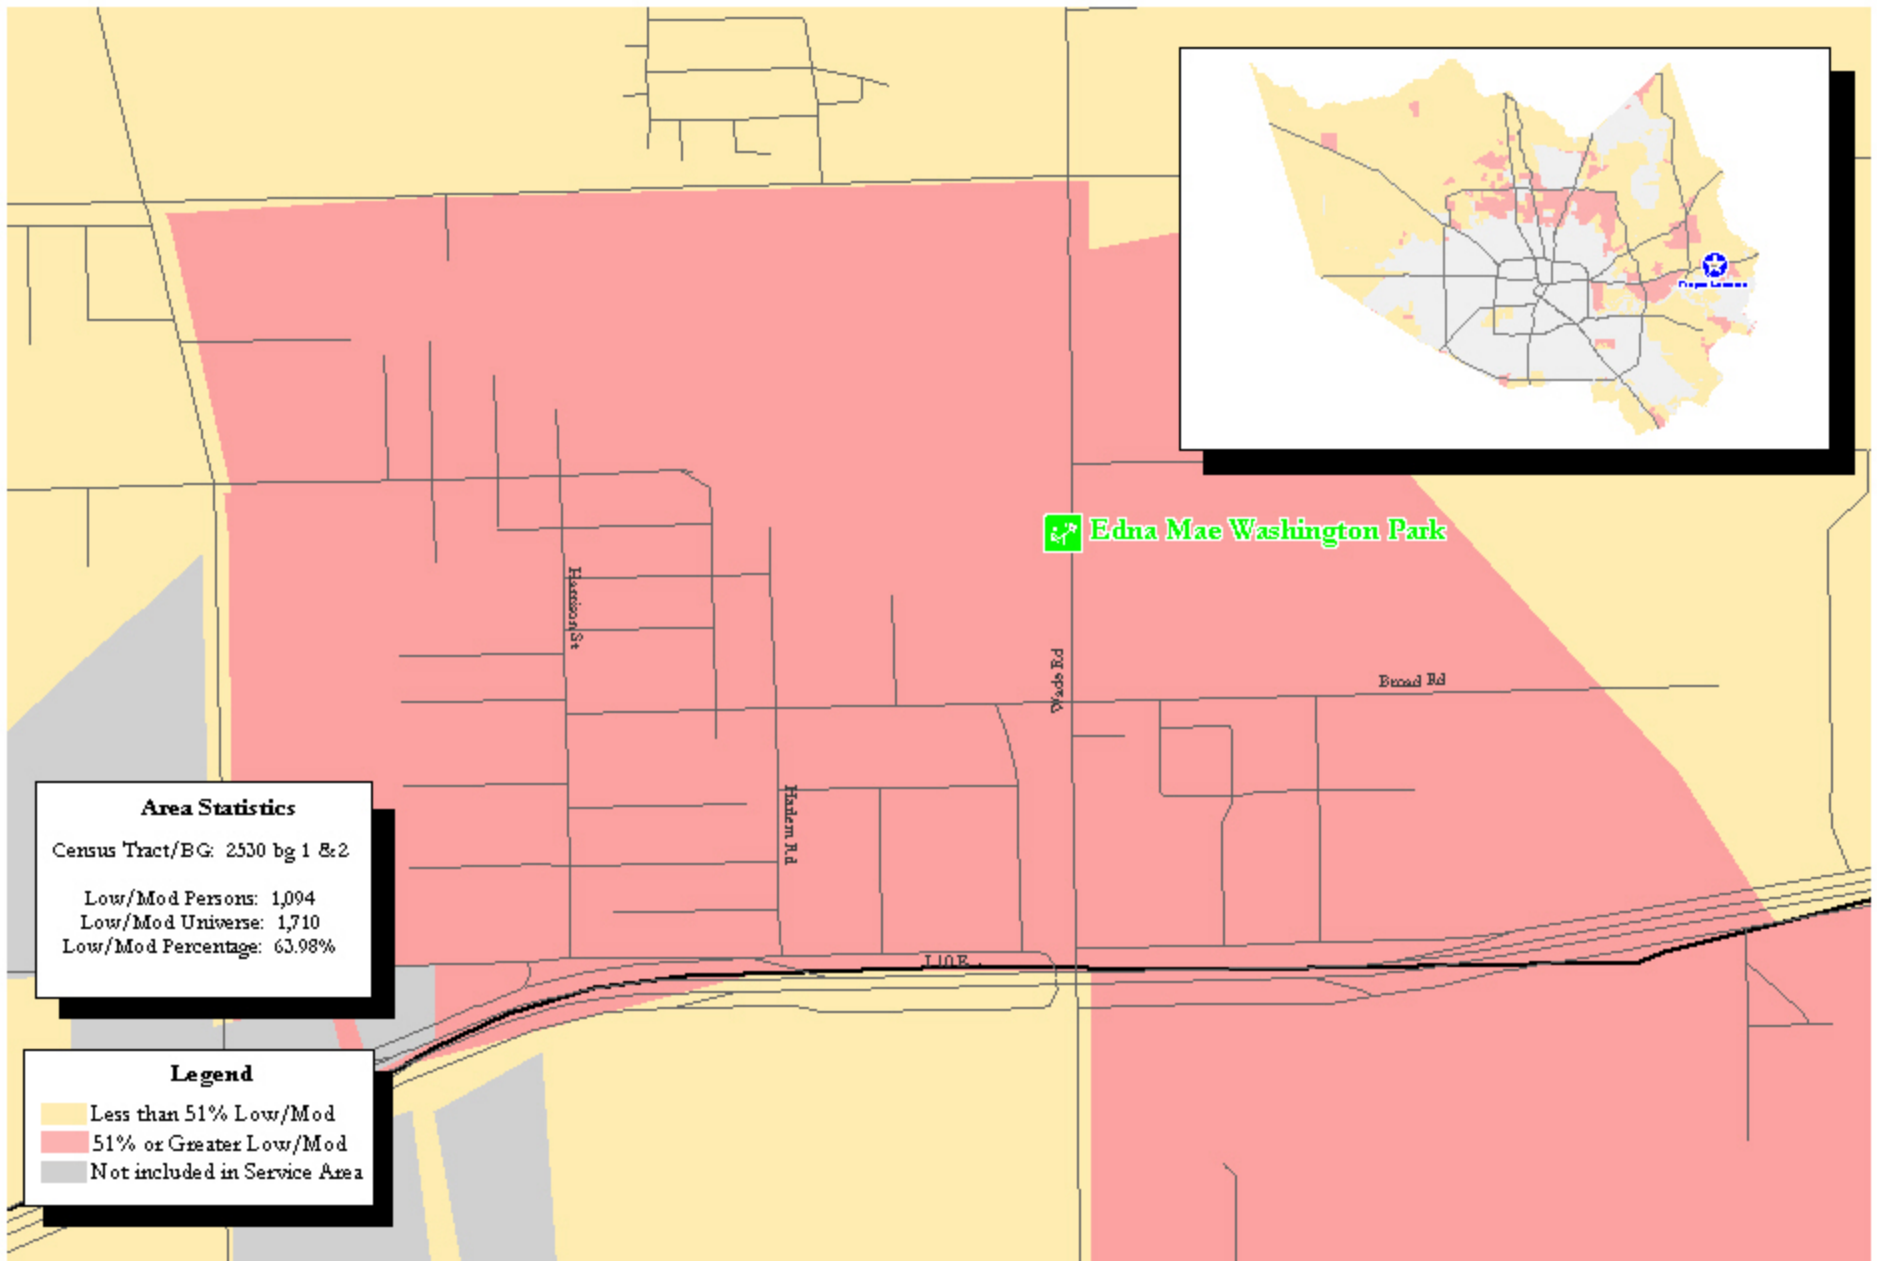 Edna Mae Washington Park
Harrison St
Wade Rd
Broad Rd
Harlem Rd
I-10 E
Area Statistics
Census Tract/BG: 2530 bg 1 &2
Low/Mod Persons: 1,094
Low/Mod Universe: 1,710
Low/Mod Percentage: 63.98%
Legend
Less than 51% Low/Mod
51% or Greater Low/Mod
Not included in Service Area